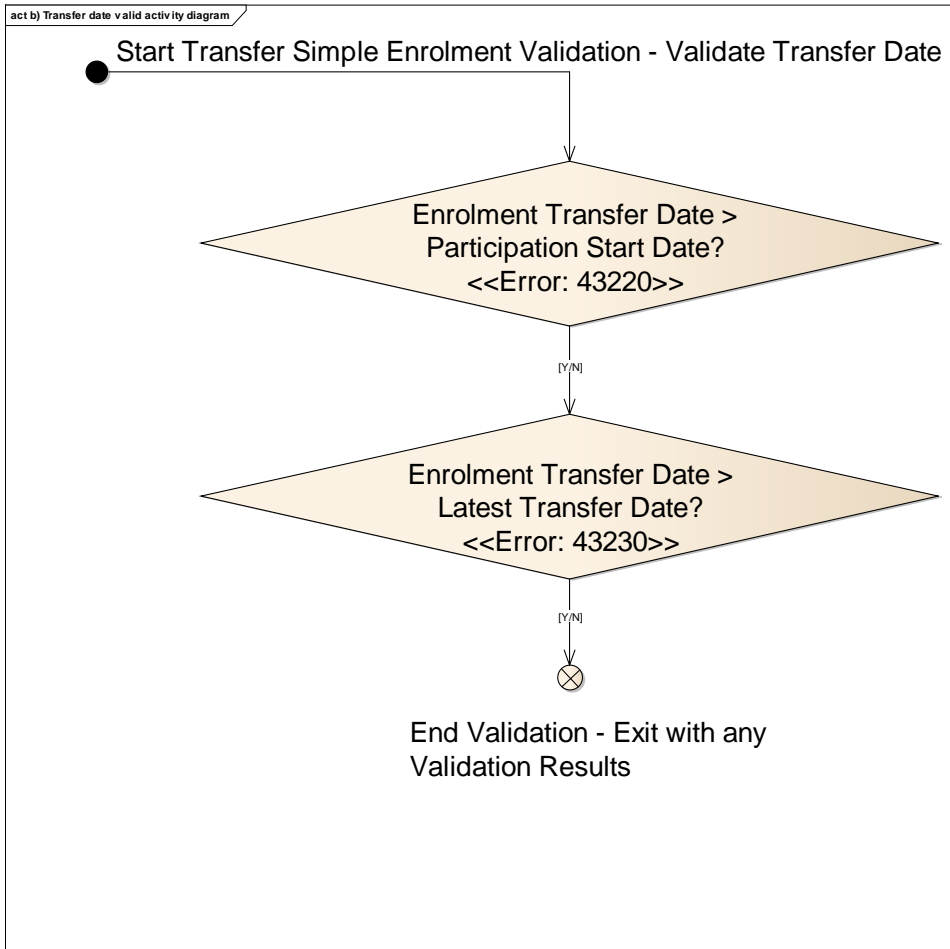 act b) Transfer date valid activity diagram
Start Transfer Simple Enrolment Validation - Validate Transfer Date
Enrolment Transfer Date >
Participation Start Date?
<<Error: 43220>>
[Y/N]
Enrolment Transfer Date >
Latest Transfer Date?
<<Error: 43230>>
[Y/N]
End Validation - Exit with any
Validation Results